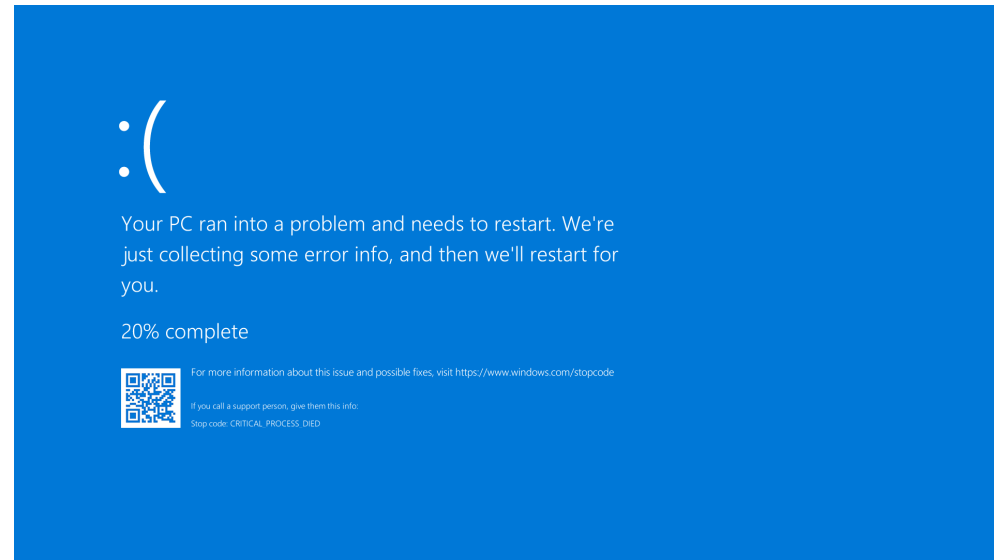 :(
Your PC ran into a problem and needs to restart. We're
just collecting some error info, and then we'll restart for
you.
20% complete
For more information about this issue and possible fixes, visit https://www.windows.com/stopcode
If you call a support person, give them this info:
Stop code: CRITICAL_PROCESS_DIED